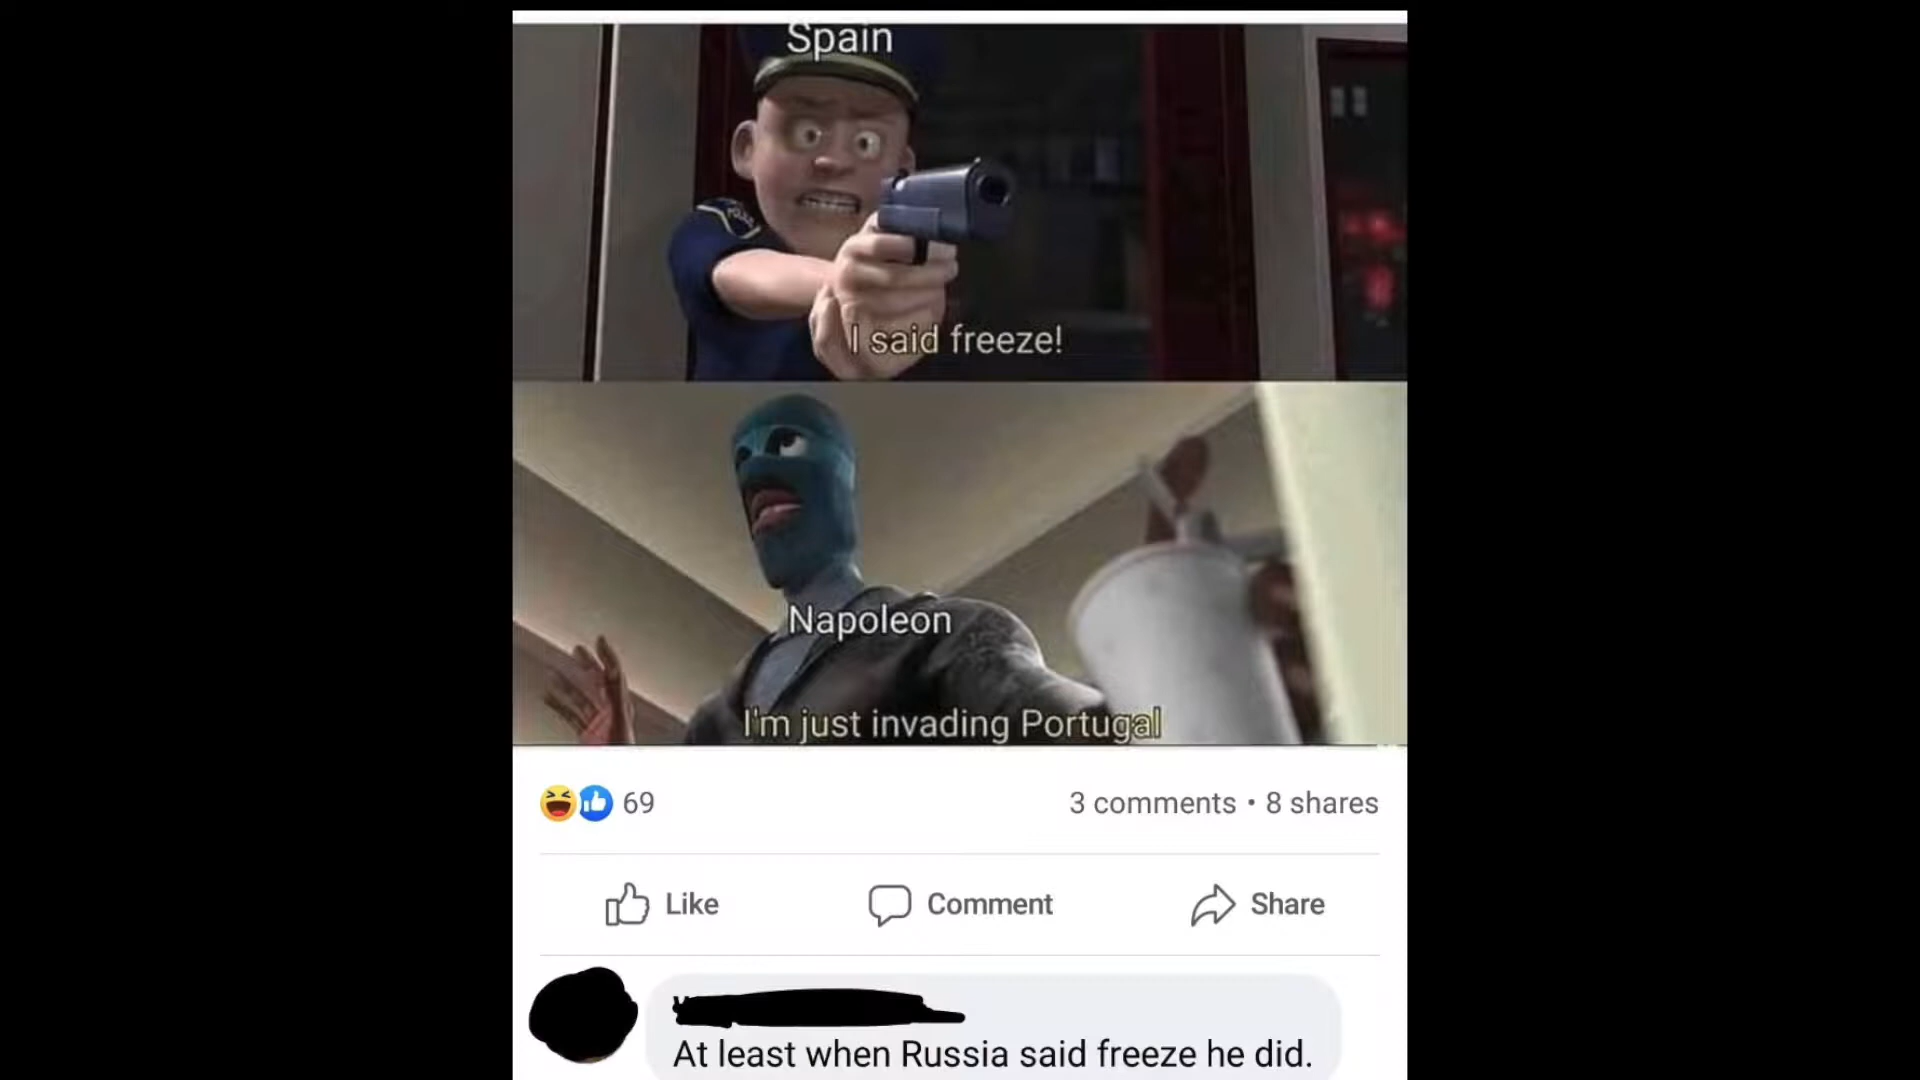 Spain
I said freeze!
Napoleon
I'm just invading Portugal
69
3 comments • 8 shares
Like
Comment
Share
At least when Russia said freeze he did.